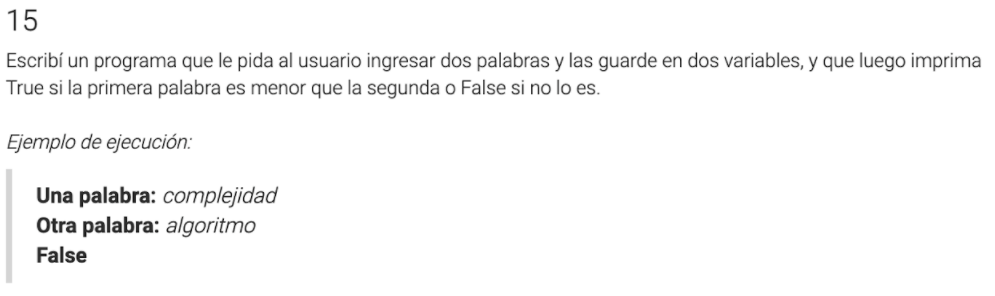 15
Escribí un programa que le pida al usuario ingresar dos palabras y las guarde en dos variables, y que luego imprima
True si la primera palabra es menor que la segunda o False si no lo es.
Ejemplo de ejecución:
Una palabra: complejidad
Otra palabra: algoritmo
False